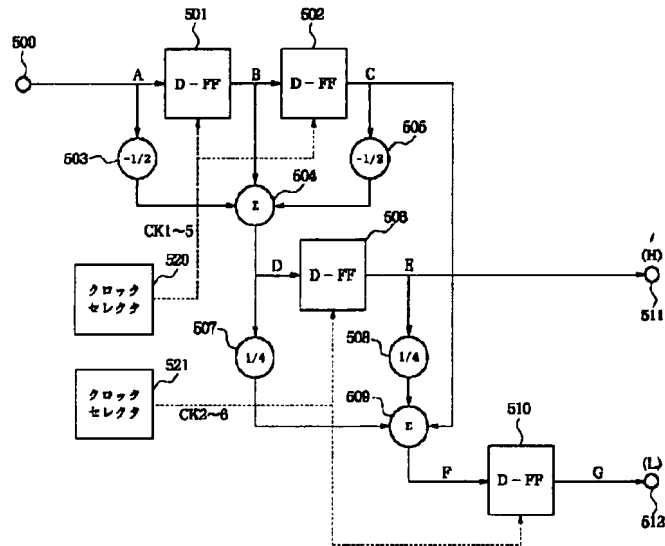 501
502
500
A
D-FF
B
D-FF
C
503
-1/2
504
-1/2
505
Σ
CK1~5
520
クロック
セレクタ
D
506
D-FF
E
(H)
511
507
1/4
508
1/4
521
クロック
セレクタ
CK2~6
509
Σ
510
F
D-FF
G
(L)
512